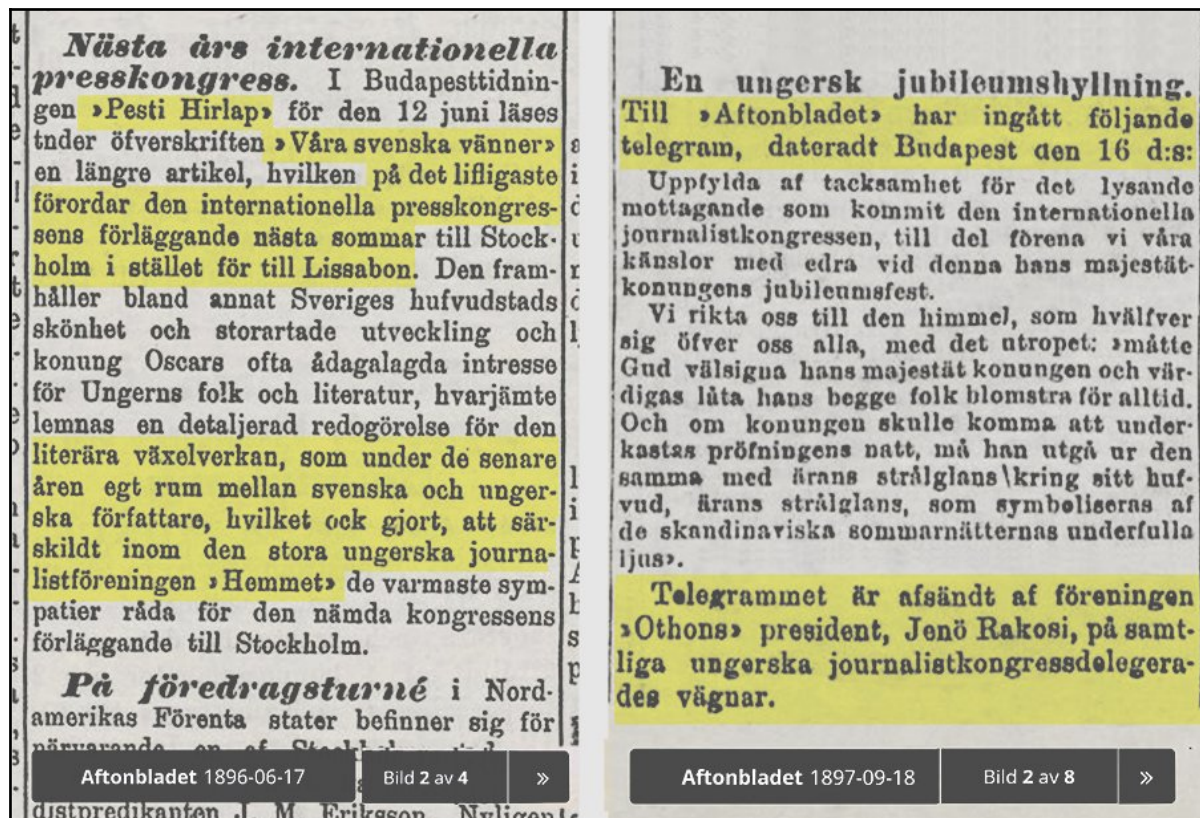 Nästa års internationella
presskongress. I Budapesttidnin-
gen »Pesti Hirlap» för den 12 juni läses
tnder öfverskriften »Våra svenska vänner»
en längre artikel, hvilken på det lifligaste
förordar den internationella presskongres-
sens förläggande nästa sommar till Stock-
holm i stället för till Lissabon. Den fram-
håller bland annat Sveriges hufvudstads
skönhet och storartade utveckling och
konung Oscars ofta ådagalagda intresse
för Ungerns folk och literatur, hvarjämte
lemnas en detaljerad redogörelse för den
literära växelverkan, som under de senare
åren egt rum mellan svenska och unger-
ska författare, hvilket ock gjort, att sär-
skildt inom den stora ungerska journa-
listföreningen »Hemmet» de varmaste sym-
patier råda för den nämda kongressens
förläggande till Stockholm.
På föredragsturné i Nord-
amerikas Förenta stater befinner sig för
närvarande en af
distpredikanten J. M. Eriksson. Nyligen
Aftonbladet 1896-06-17
Bild 2 av 4
»
En ungersk jubileumshyllning.
Till »Aftonbladet» har ingått följande
telegram, dateradt Budapest den 16 d:s:
Uppfylda af tacksamhet för det lysande
mottagande som kommit den internationella
journalistkongressen, till del förena vi våra
känslor med edra vid denna hans majestät-
konungens jubileumsfest.
Vi rikta oss till den himmel, som hvälfver
sig öfver oss alla, med det utropet: »måtte
Gud välsigna hans majestät konungen och vär-
digas låta hans begge folk blomstra för alltid.
Och om konungen skulle komma att under-
kastas pröfningens natt, må han utgå ur den
samma med ärans strålglans kring sitt huf-
vud, ärans strålglans, som symboliseras af
de skandinaviska sommarnätternas underfulla
ljus».
Telegrammet är afsändt af föreningen
»Othons» president, Jenö Rakosi, på samt-
liga ungerska journalistkongressdelegera-
des vägnar.
Aftonbladet 1897-09-18
Bild 2 av 8
»